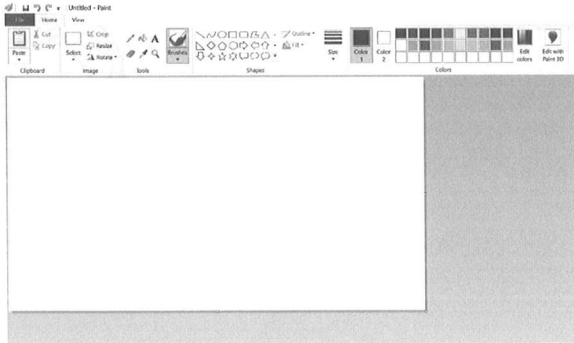 Untitled - Paint
File Home View
Cut
Copy
Paste
Clipboard
Crop
Resize
Rotate
Select
Image
A
Tools
Brushes
Outline
Fill
Shapes
Size
Color 1
Color 2
Colors
Edit colors
Edit with Paint 3D